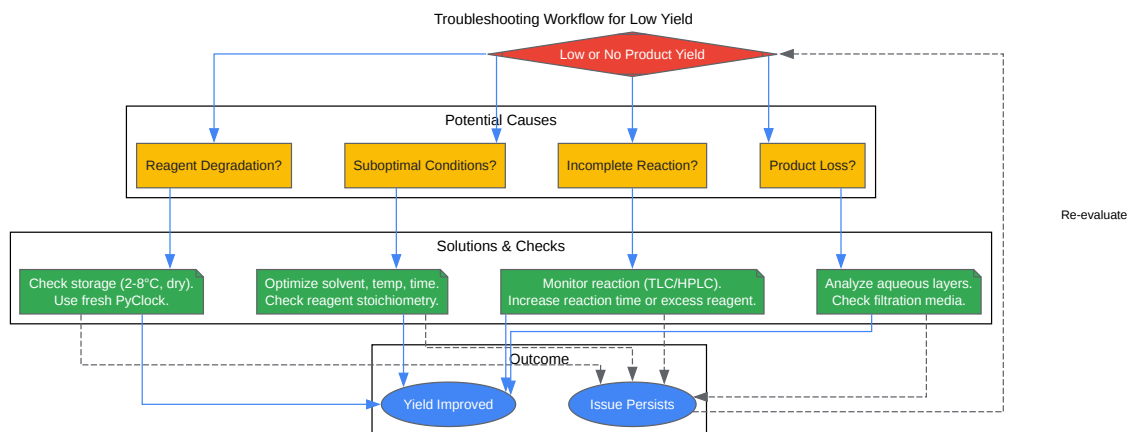 Troubleshooting Workflow for Low Yield
Low or No Product Yield
Potential Causes
Reagent Degradation?
Suboptimal Conditions?
Incomplete Reaction?
Product Loss?
Re-evaluate
Solutions & Checks
Check storage (2-8°C, dry).
Use fresh PyClock.
Optimize solvent, temp, time.
Check reagent stoichiometry.
Monitor reaction (TLC/HPLC).
Increase reaction time or excess reagent.
Analyze aqueous layers.
Check filtration media.
Outcome
Yield Improved
Issue Persists